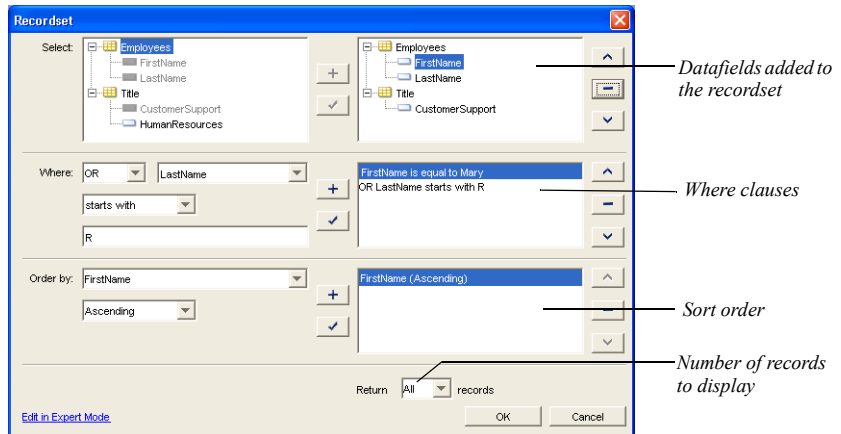 Recordset
Select:
Employees
FirstName
LastName
Title
CustomerSupport
HumanResources
Employees
FirstName
LastName
Title
CustomerSupport
Datafields added to
the recordset
Where: OR LastName
starts with
R
FirstName is equal to Mary
OR LastName starts with R
Where clauses
Order by: FirstName
Ascending
FirstName (Ascending)
Sort order
Number of records
to display
Return All records
Edit in Expert Mode
OK Cancel